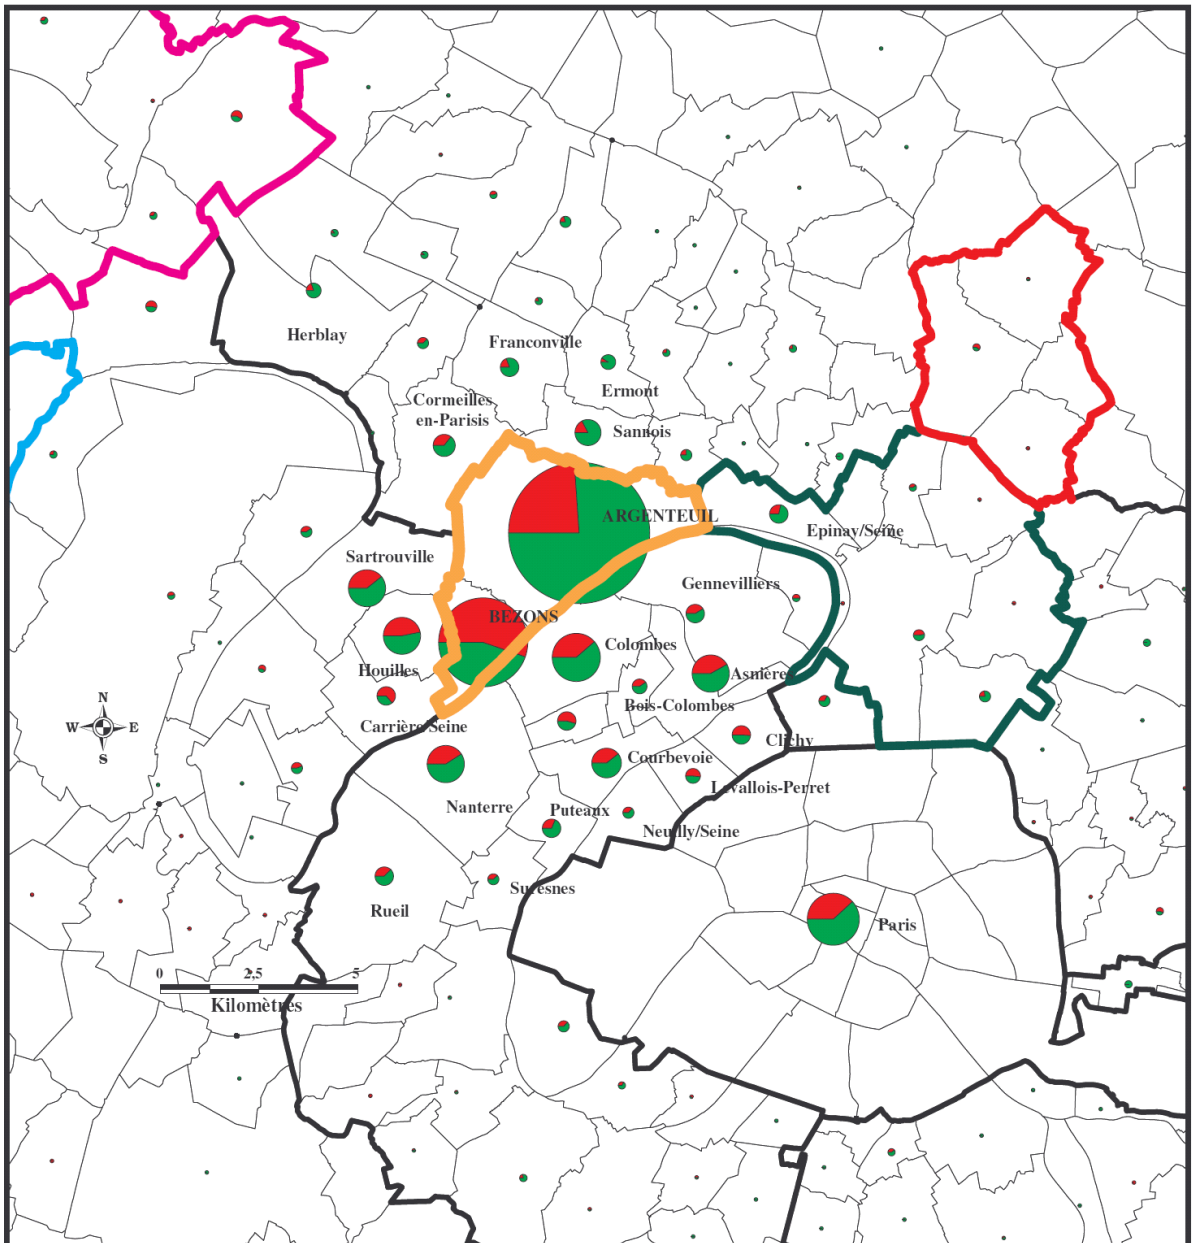 Herblay
Franconville
Ermont
Cormeilles
en-Parisis
Sannois
ARGENTEUIL
Epinay/Seine
Sartrouville
Gennevilliers
BEZONS
Colombes
Houilles
Asnières
Bois-Colombes
Carrière/Seine
Clichy
N
W E
S
Courbevoie
Levallois-Perret
Nanterre
Puteaux
Neuilly/Seine
Suresnes
Rueil
Paris
0 2,5 5
Kilomètres